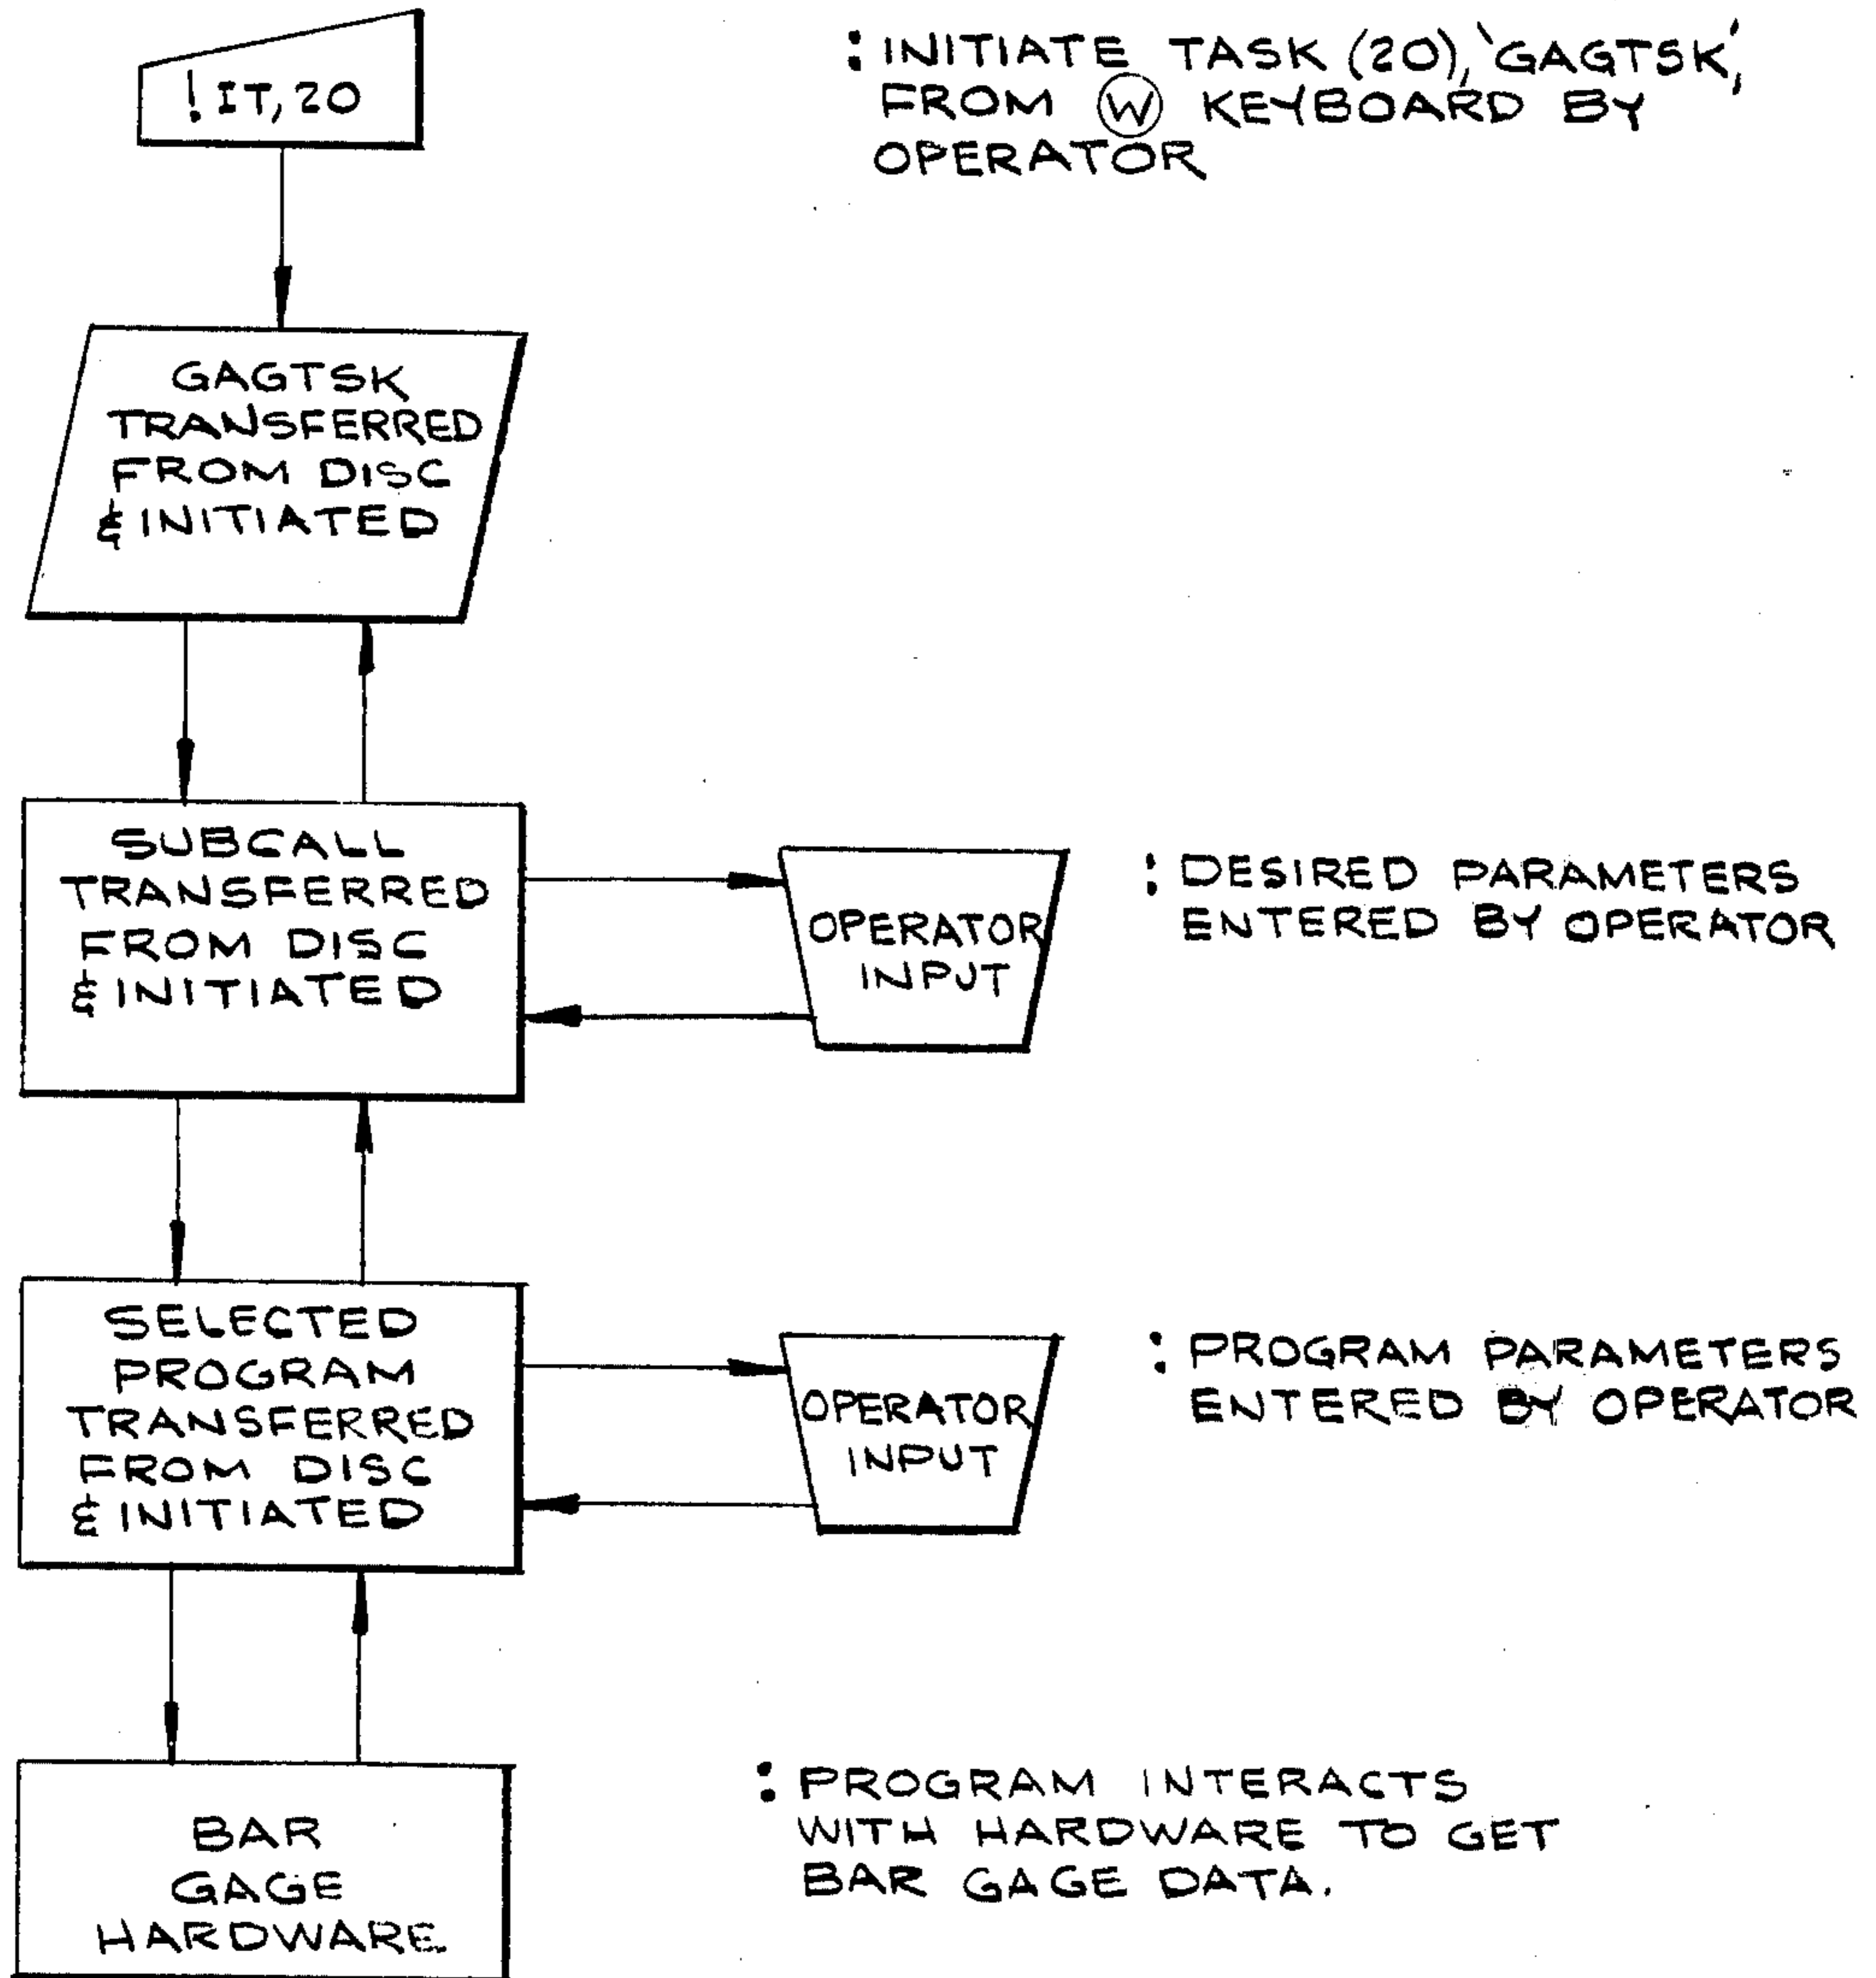 !IT, 20
: INITIATE TASK (20), 'GAGTSK',
FROM Ⓦ KEYBOARD BY
OPERATOR
GAGTSK
TRANSFERRED
FROM DISC
& INITIATED
SUBCALL
TRANSFERRED
FROM DISC
& INITIATED
OPERATOR
INPUT
: DESIRED PARAMETERS
ENTERED BY OPERATOR
SELECTED
PROGRAM
TRANSFERRED
FROM DISC
& INITIATED
OPERATOR
INPUT
: PROGRAM PARAMETERS
ENTERED BY OPERATOR
BAR
GAGE
HARDWARE
: PROGRAM INTERACTS
WITH HARDWARE TO GET
BAR GAGE DATA.